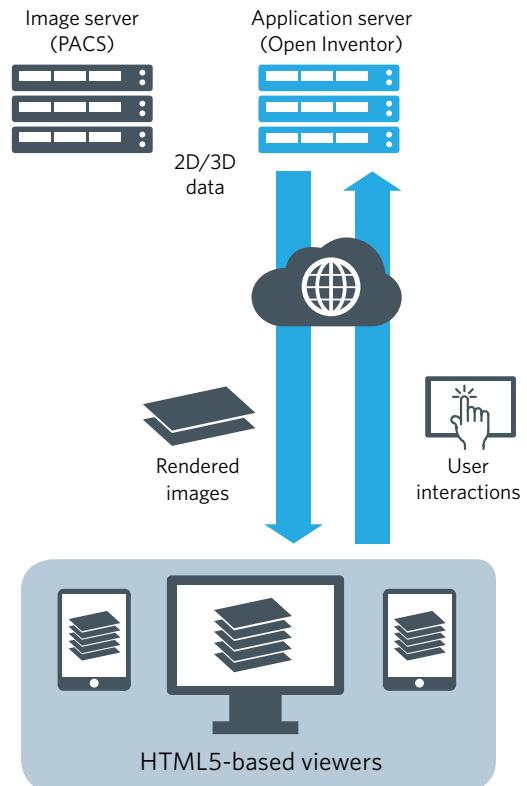 Image server
(PACS)
Application server
(Open Inventor)
2D/3D
data
Rendered
images
User
interactions
HTML5-based viewers